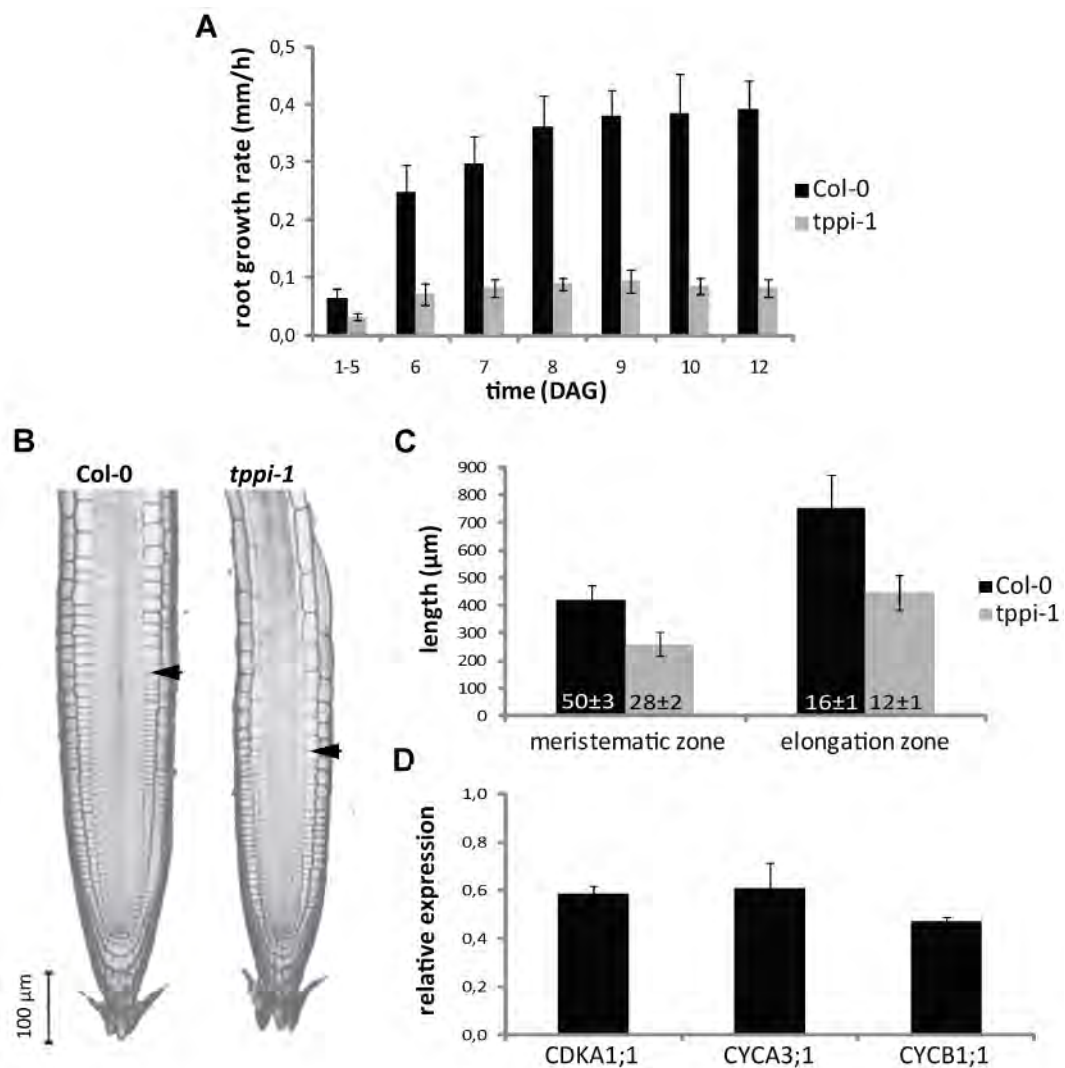 A
root growth rate (mm/h)
0,5
0,4
0,3
0,2
0,1
0,0
1-5 6 7 8 9 10 12
time (DAG)
Col-0
tppi-1
B
Col-0 tppi-1
100 µm
C
length (µm)
900
800
700
600
500
400
300
200
100
0
50±3 28±2 16±1 12±1
meristematic zone elongation zone
Col-0
tppi-1
D
relative expression
1,0
0,8
0,6
0,4
0,2
0,0
CDKA1;1 CYCA3;1 CYCB1;1